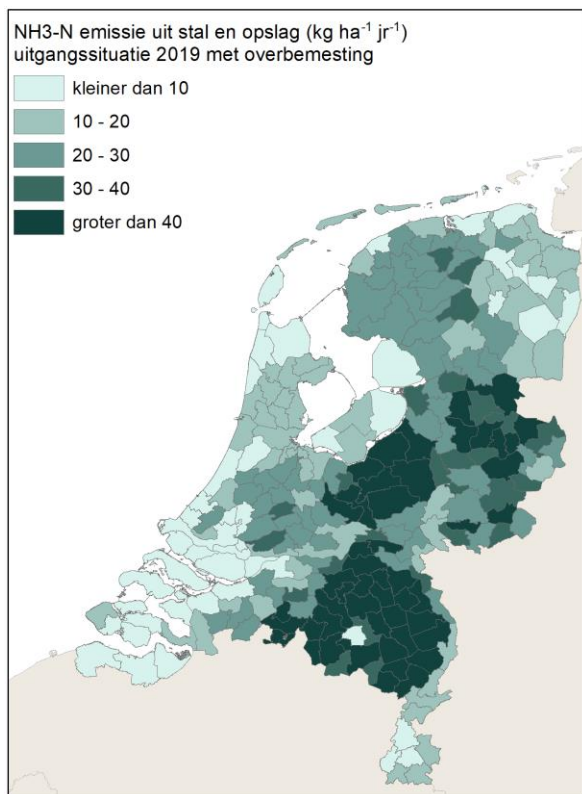 NH3-N emissie uit stal en opslag (kg ha⁻¹ jr⁻¹)
uitgangssituatie 2019 met overbemesting
kleiner dan 10
10 - 20
20 - 30
30 - 40
groter dan 40